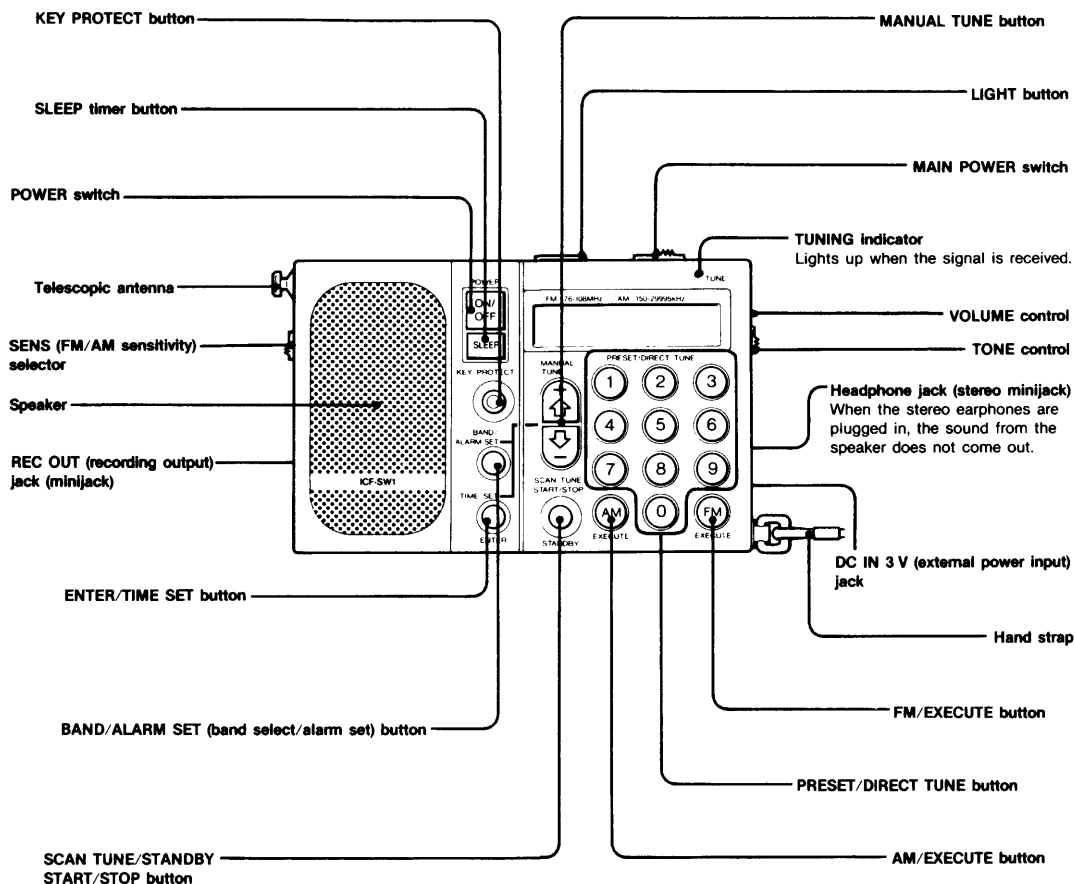 KEY PROTECT button
MANUAL TUNE button
LIGHT button
SLEEP timer button
MAIN POWER switch
POWER switch
TUNING indicator
Lights up when the signal is received.
Telescopic antenna
VOLUME control
SENS (FM/AM sensitivity)
selector
TONE control
Headphone jack (stereo minijack)
When the stereo earphones are
plugged in, the sound from the
speaker does not come out.
Speaker
REC OUT (recording output)
jack (minijack)
DC IN 3 V (external power input)
jack
ENTER/TIME SET button
Hand strap
FM/EXECUTE button
BAND/ALARM SET (band select/alarm set) button
PRESET/DIRECT TUNE button
SCAN TUNE/STANDBY
START/STOP button
AM/EXECUTE button
POWER
ON/
OFF
SLEEP
KEY PROTECT
BAND/
ALARM SET
TIME SET
ENTER
TUNE
FM 76-108MHz AM 150-29995kHz
MANUAL
TUNE
+
−
SCAN TUNE
START/STOP
STANDBY
PRESET/DIRECT TUNE
1 2 3
4 5 6
7 8 9
AM 0 FM
EXECUTE EXECUTE
ICF-SW1